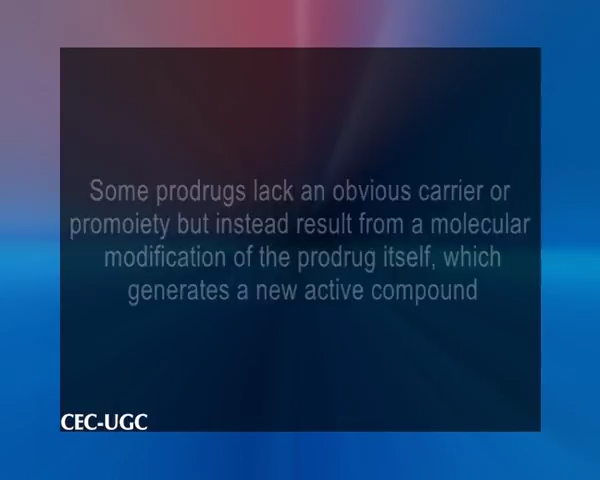 Some prodrugs lack an obvious carrier or
promoiety but instead result from a molecular
modification of the prodrug itself, which
generates a new active compound
CEC-UGC